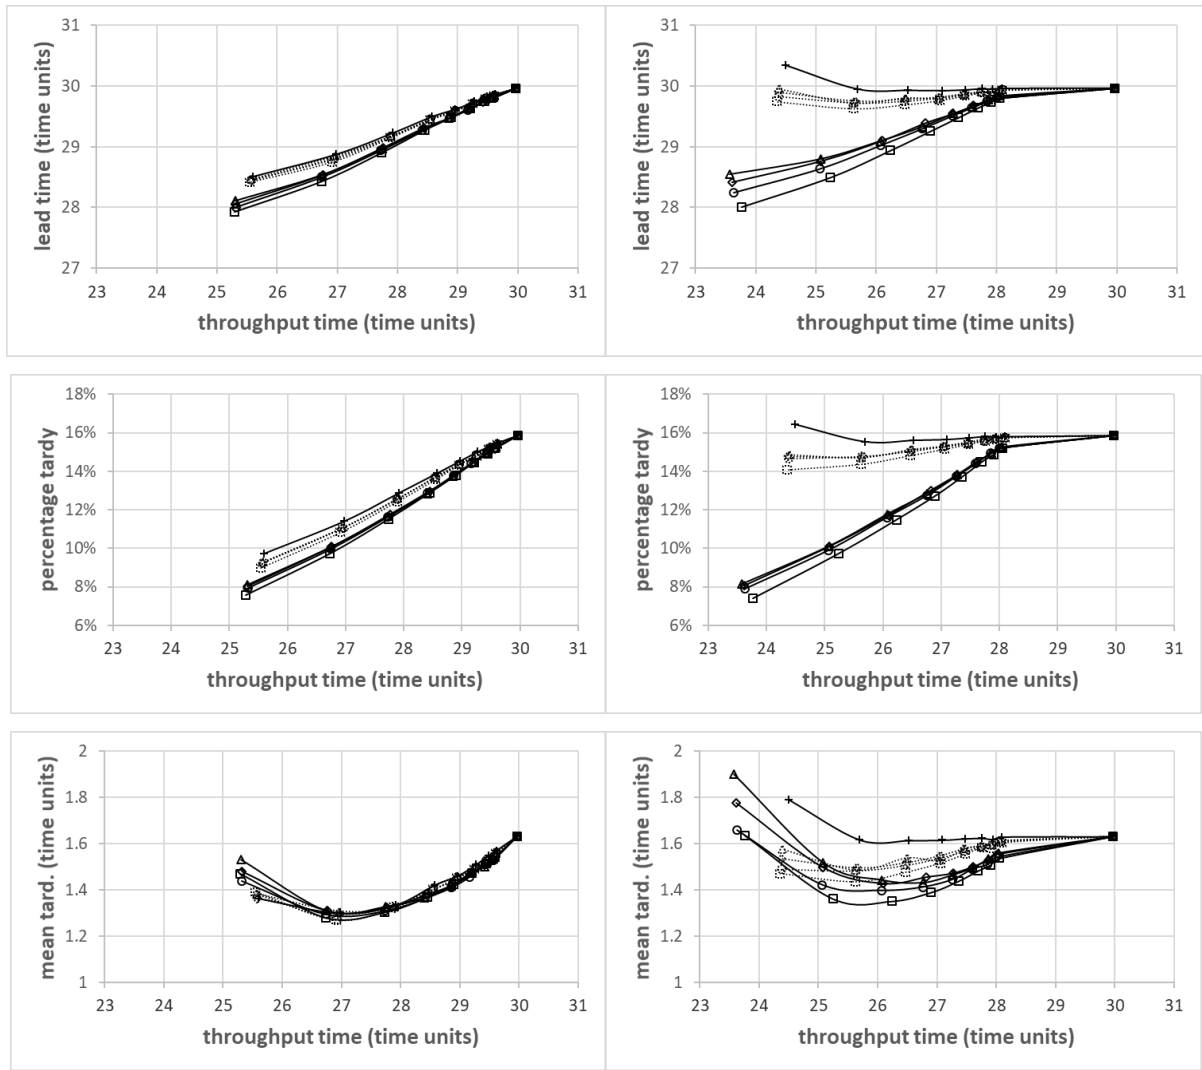 lead time (time units)
31
30
29
28
27
23 24 25 26 27 28 29 30 31
throughput time (time units)
lead time (time units)
31
30
29
28
27
23 24 25 26 27 28 29 30 31
throughput time (time units)
percentage tardy
18%
16%
14%
12%
10%
8%
6%
23 23 26 27 28 29 30 31
throughput time (time units)
percentage tardy
18%
16%
14%
12%
10%
8%
6%
23 24 25 26 27 28 29 30 31
throughput time (time units)
mean tard. (time units)
2
1.8
1.6
1.4
1.2
1
23 24 25 26 27 28 29 30 31
throughput time (time units)
mean tard. (time units)
2
1.8
1.6
1.4
1.2
1
23 24 25 26 27 28 29 30 31
throughput time (time units)